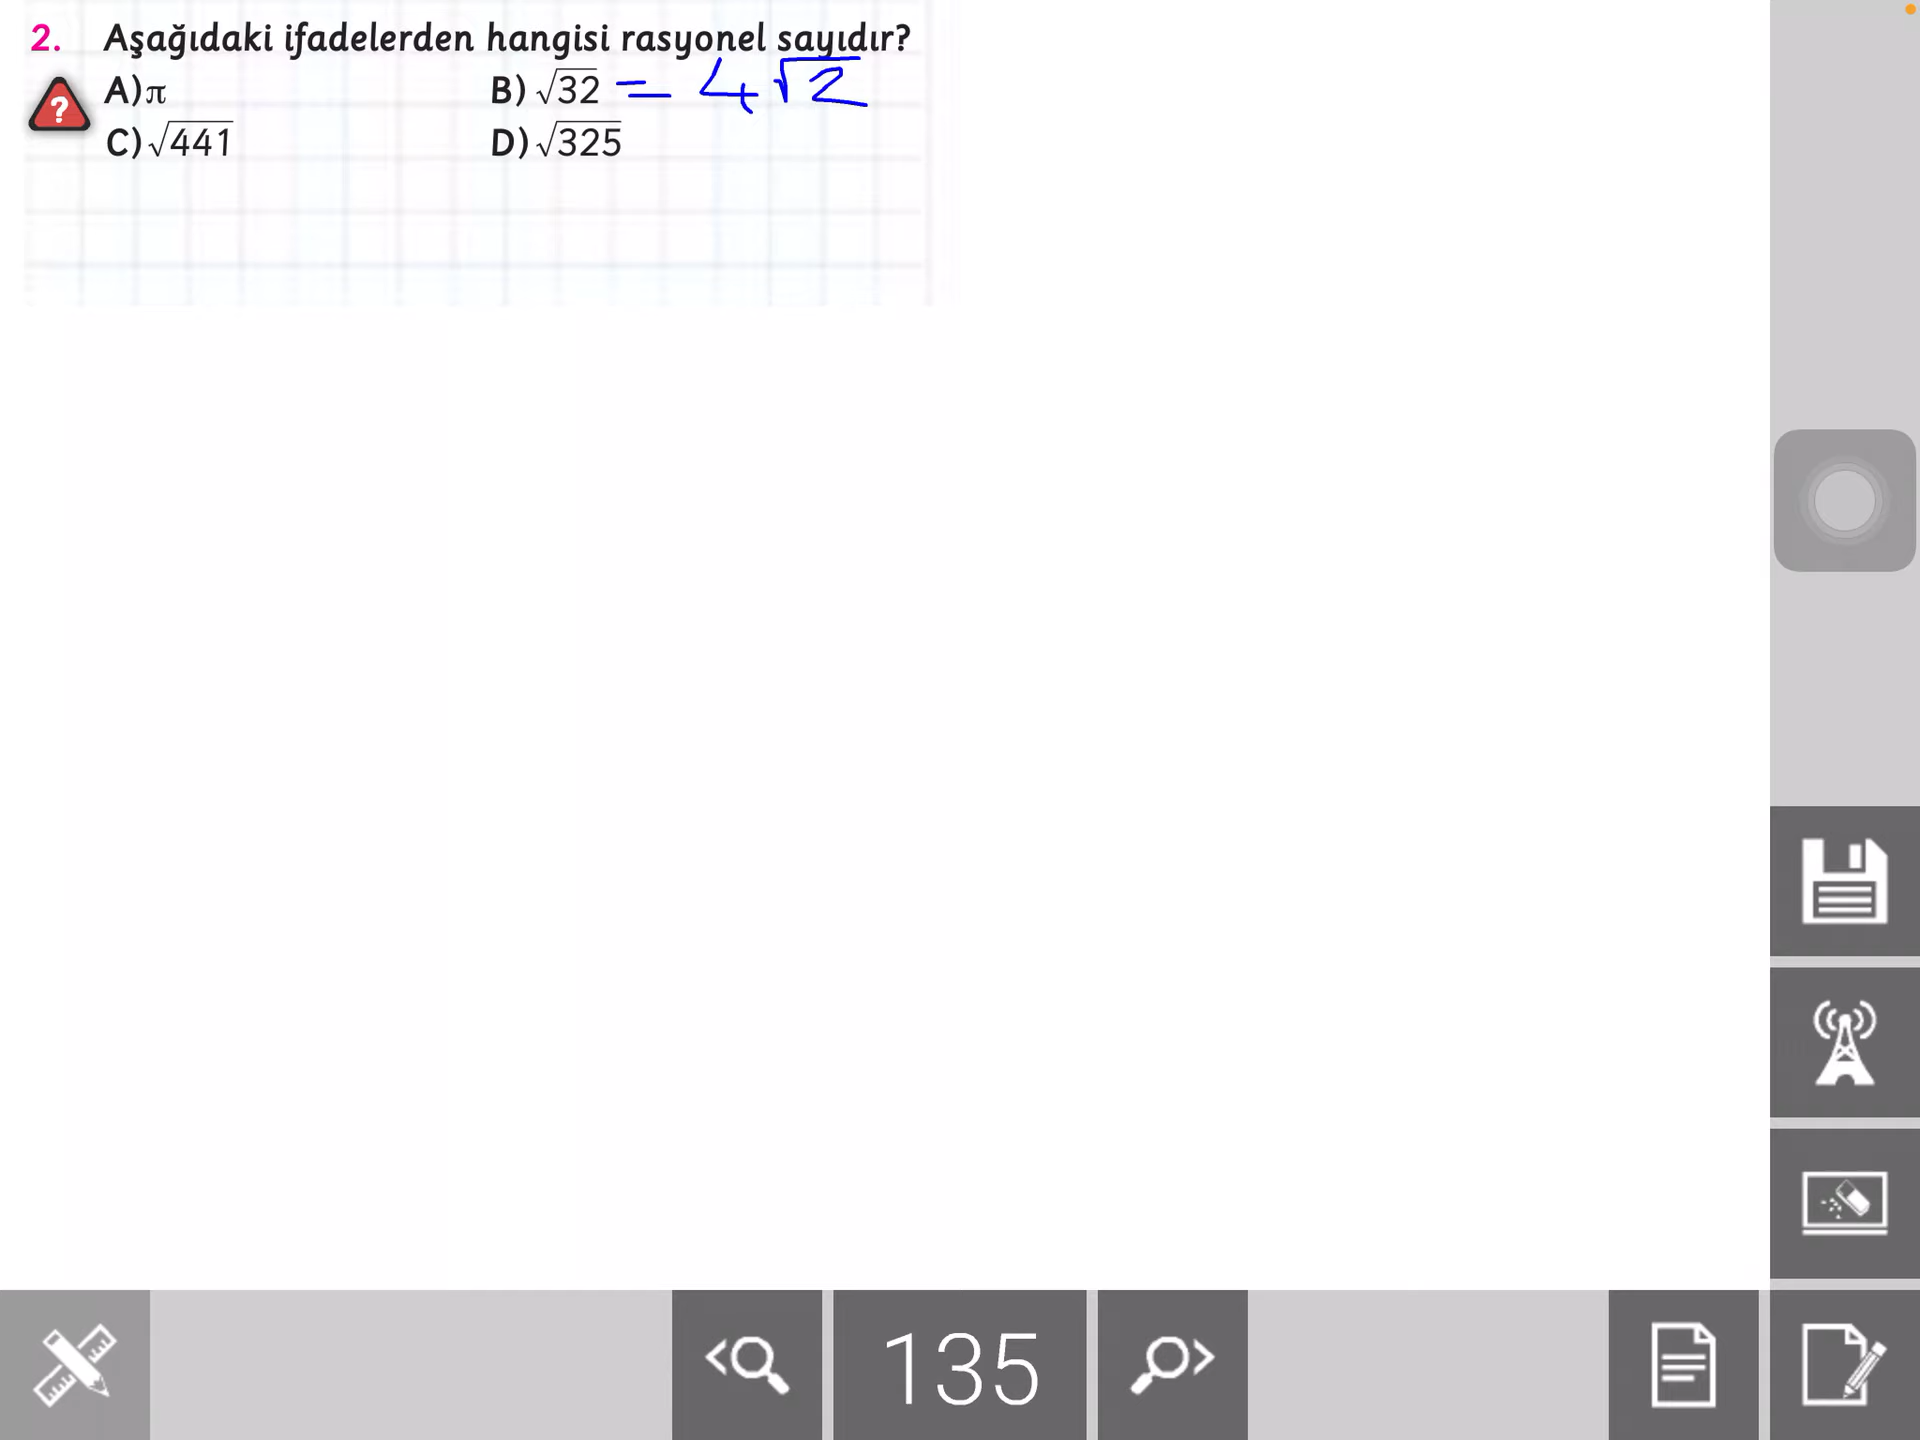 2. Aşağıdaki ifadelerden hangisi rasyonel sayıdır?
A) π B) √32 = 4√2
C) √441 D) √325
135